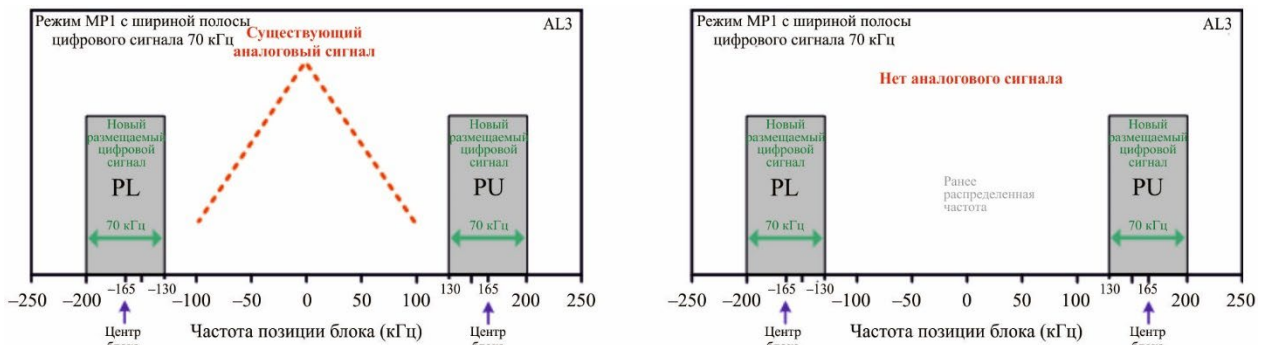 Режим MP1 с шириной полосы
цифрового сигнала 70 кГц
AL3
Существующий
аналоговый сигнал
Новый
размещаемый
цифровой
сигнал
PL
70 кГц
Новый
размещаемый
цифровой
сигнал
PU
70 кГц
–165
–130
130
165
–250
–200
–100
–50
0
50
100
200
250
Центр
блока
Частота позиции блока (кГц)
Центр
блока
Режим MP1 с шириной полосы
цифрового сигнала 70 кГц
AL3
Нет аналогового сигнала
Новый
размещаемый
цифровой
сигнал
PL
70 кГц
Ранее
распределенная
частота
Новый
размещаемый
цифровой
сигнал
PU
70 кГц
–165
–130
130
165
–250
–200
–100
–50
0
50
100
200
250
Центр
блока
Частота позиции блока (кГц)
Центр
блока